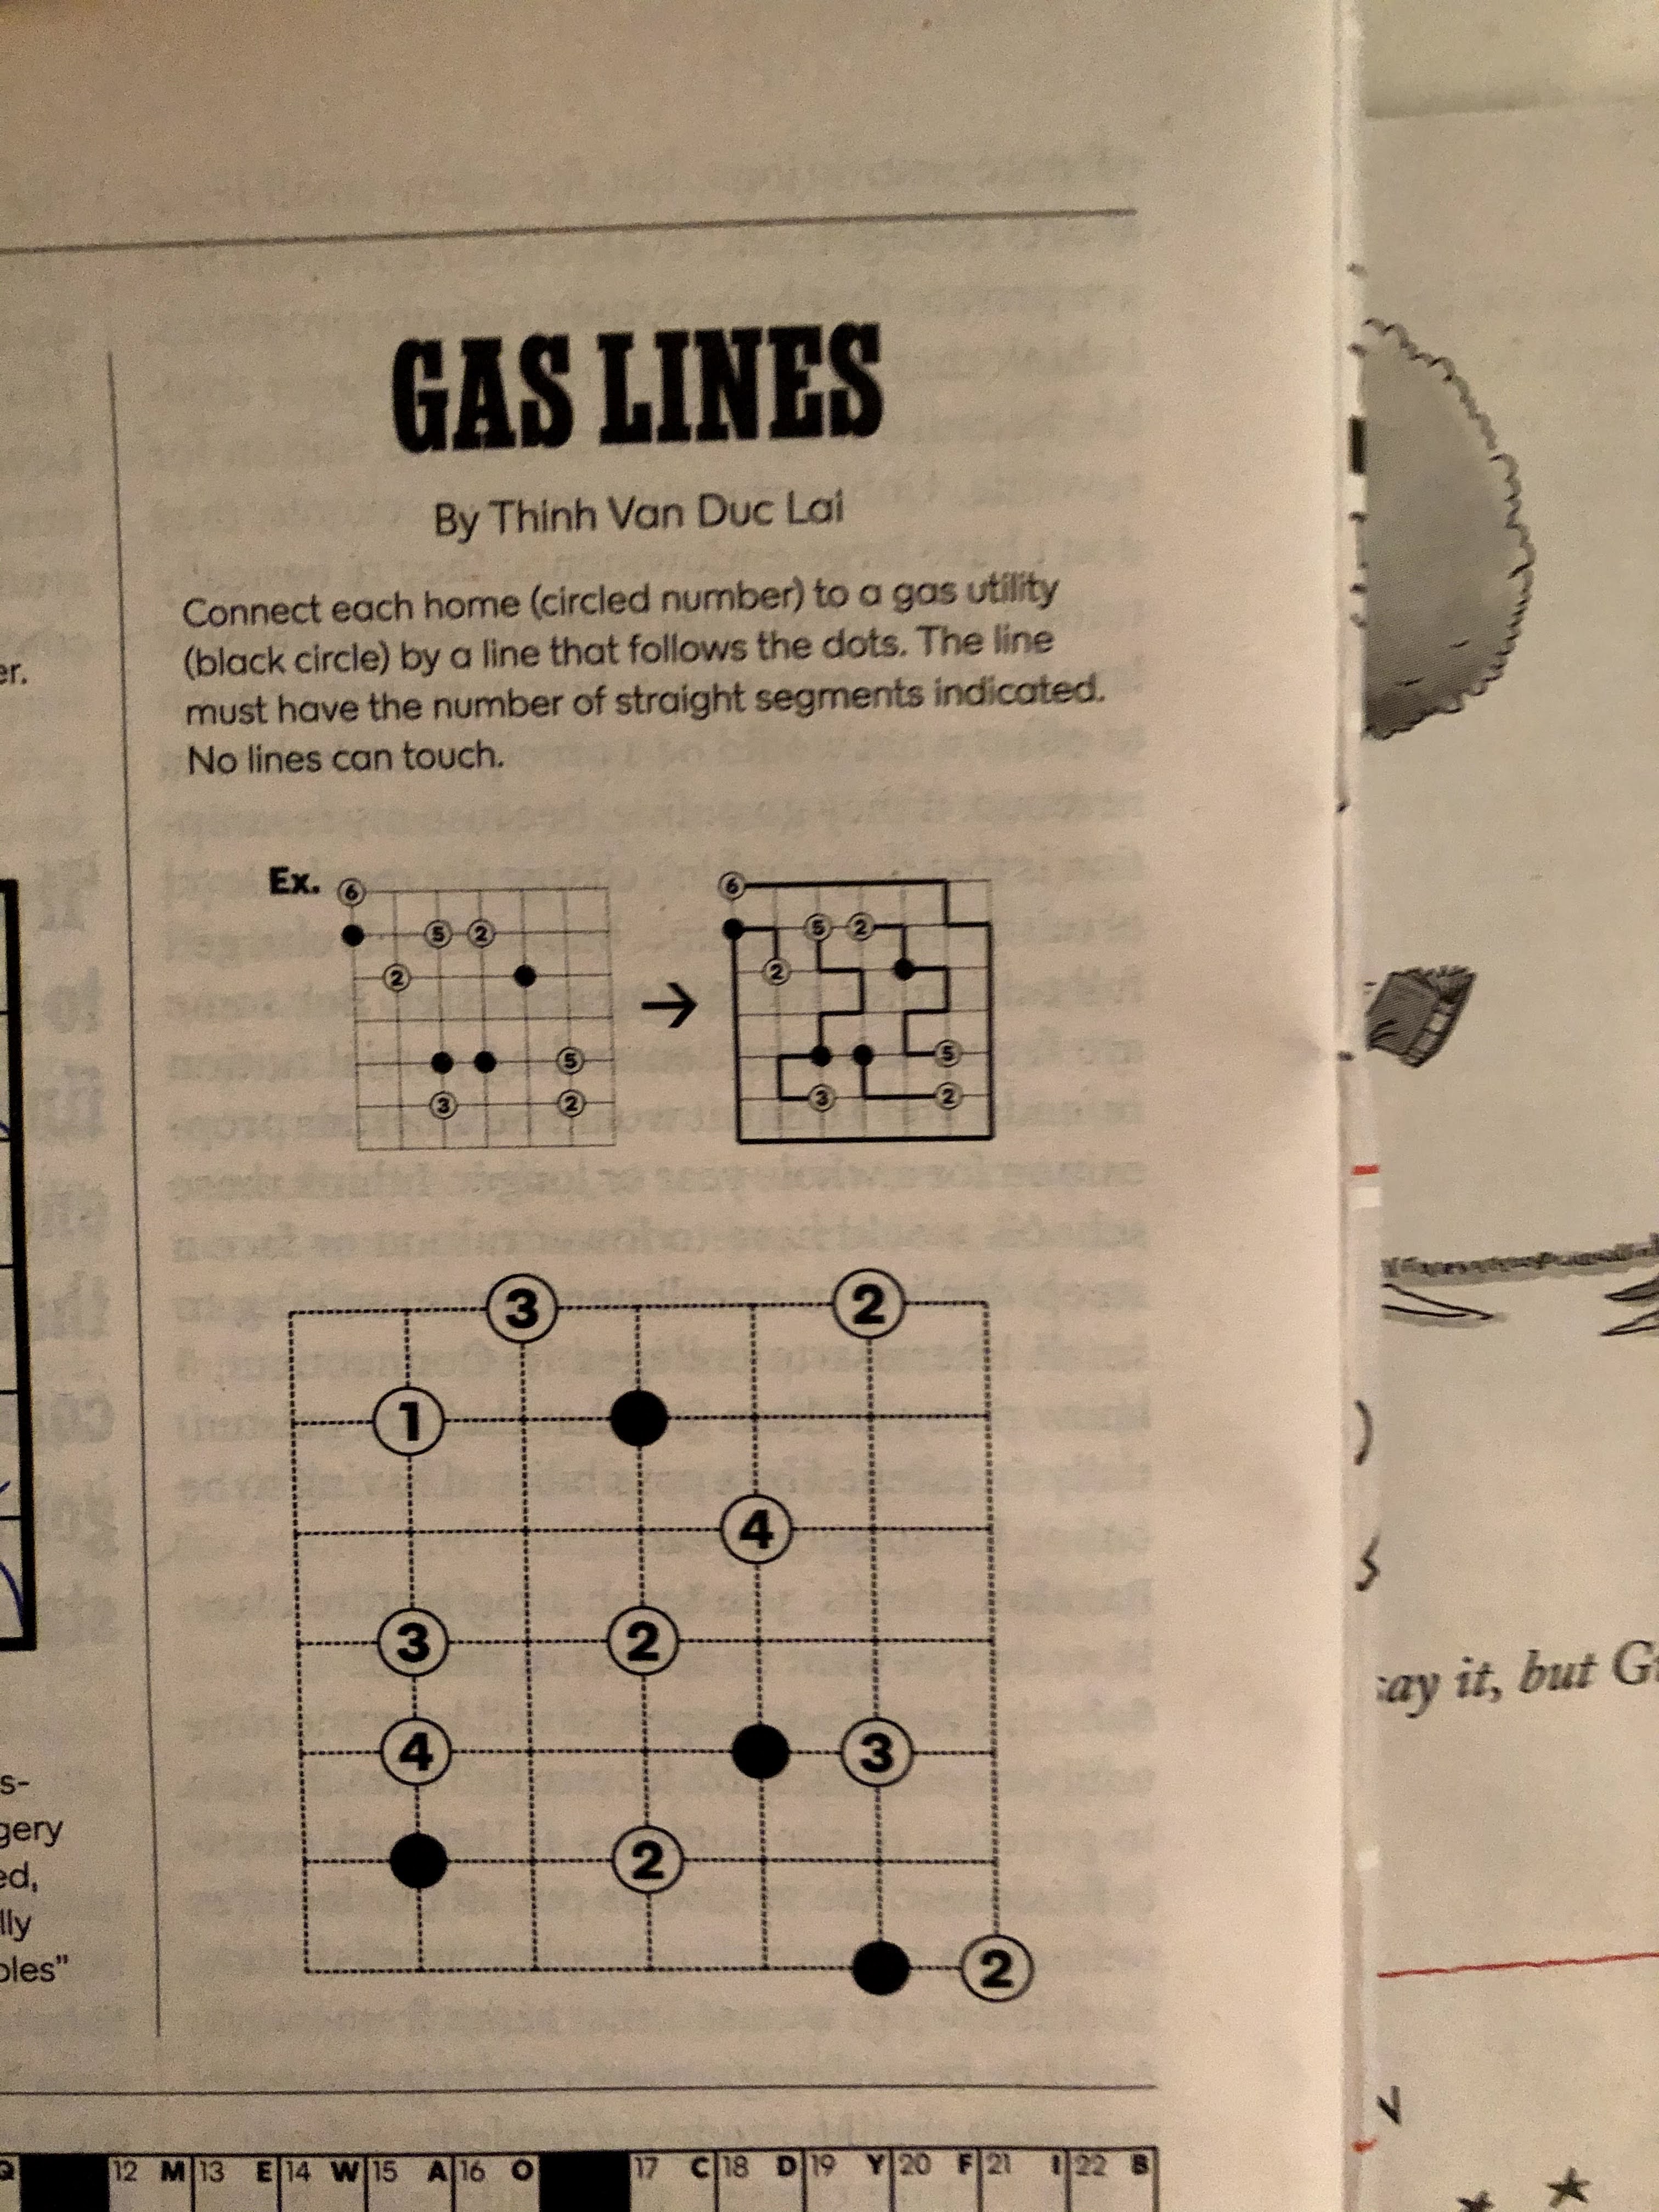 er.
GAS LINES
By Thinh Van Duc Lai
Connect each home (circled number) to a gas utility
(black circle) by a line that follows the dots. The line
must have the number of straight segments indicated.
No lines can touch.
Ex.
6
5 2
2
5
3 2
6
5 2
2
5
3 2
3 2
1
4
3 2
4 3
2
2
s-
gery
ed,
lly
oles"
say it, but
12 M 13 E 14 W 15 A 16 O 17 C 18 D 19 Y 20 F 21 I 22 B